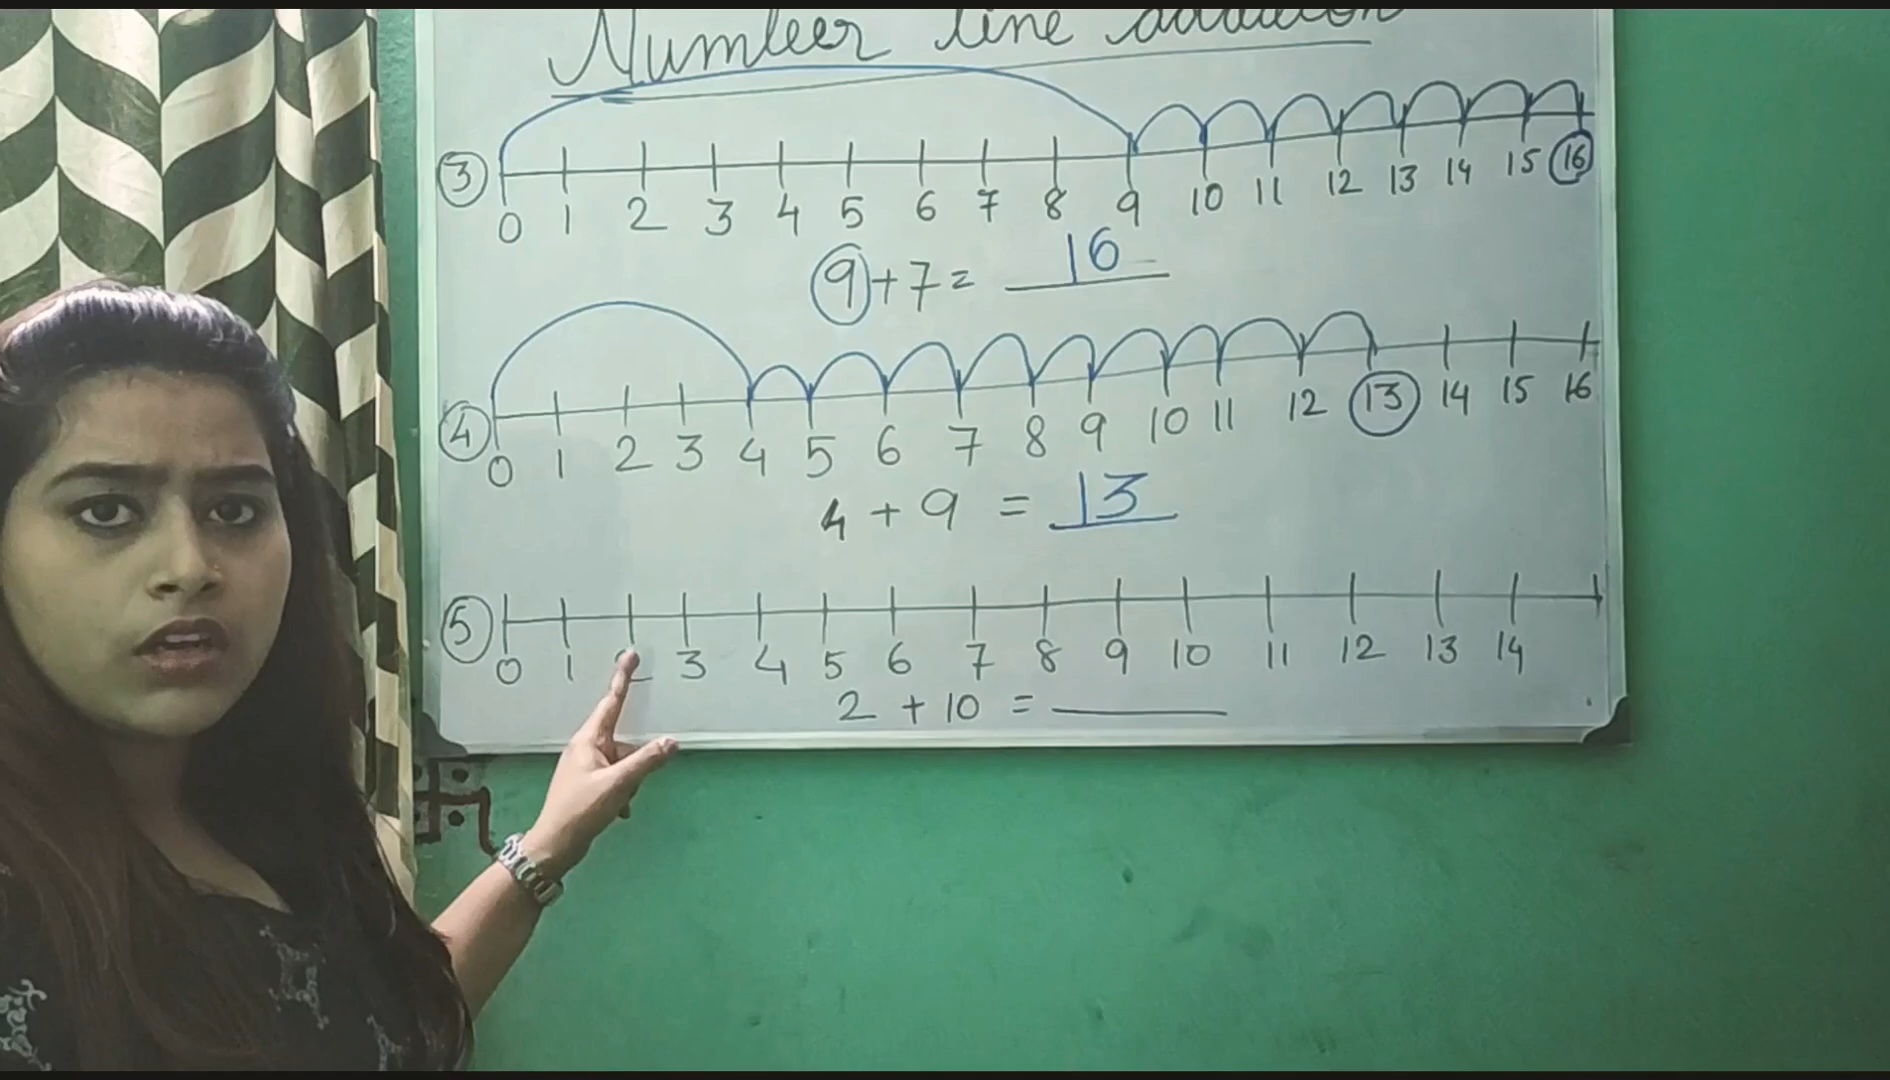 Number line addition
3
0 1 2 3 4 5 6 7 8 9 10 11 12 13 14 15 16
9+7= 16
4
0 1 2 3 4 5 6 7 8 9 10 11 12 13 14 15 16
4 + 9 = 13
5
0 1 2 3 4 5 6 7 8 9 10 11 12 13 14
2 + 10 =